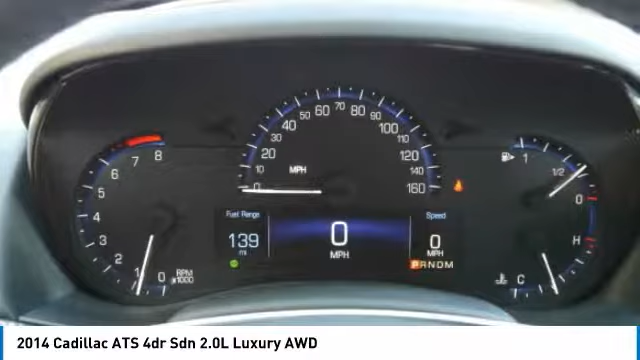 70
60 80
50 90
40 100
30 110
20 120
10 140
0 160
MPH
8
7
6
5
4
3
2
1
0
RPM
x1000
1
1/2
0
H
C
Fuel Range
139
mi
0
MPH
Speed
0
MPH
PRNDM
2014 Cadillac ATS 4dr Sdn 2.0L Luxury AWD